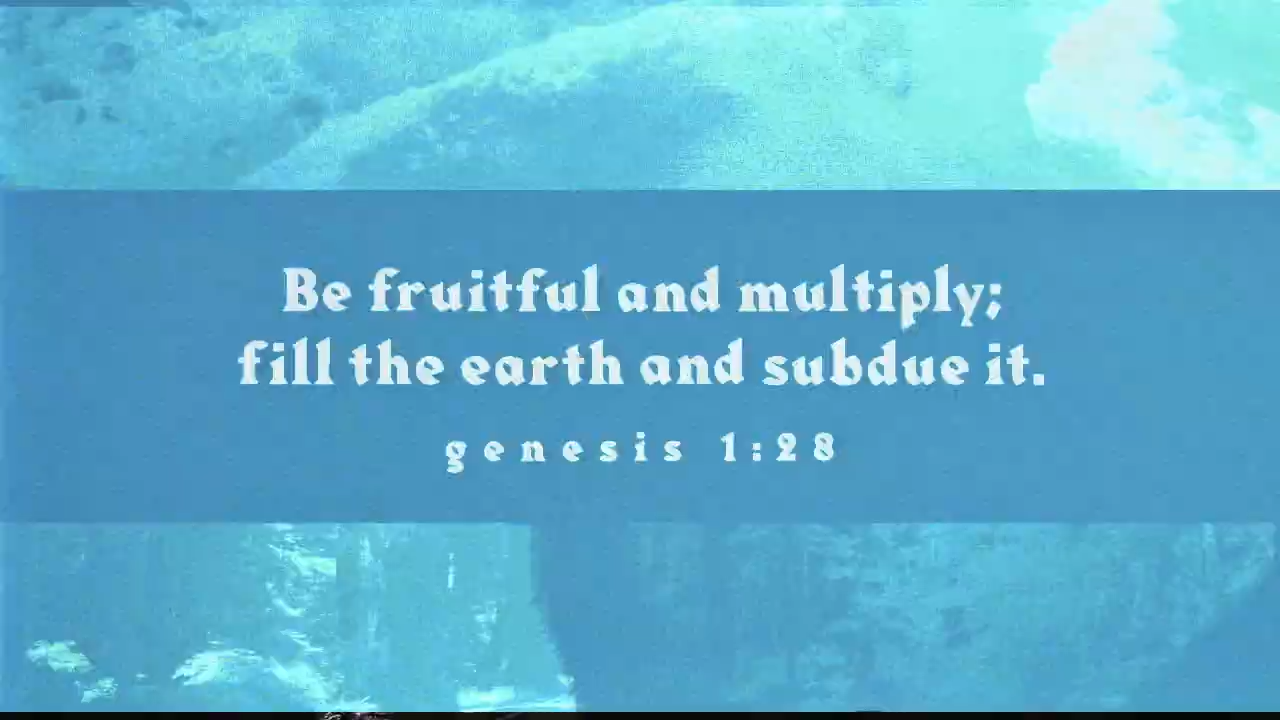 Be fruitful and multiply;
fill the earth and subdue it.
genesis 1:28